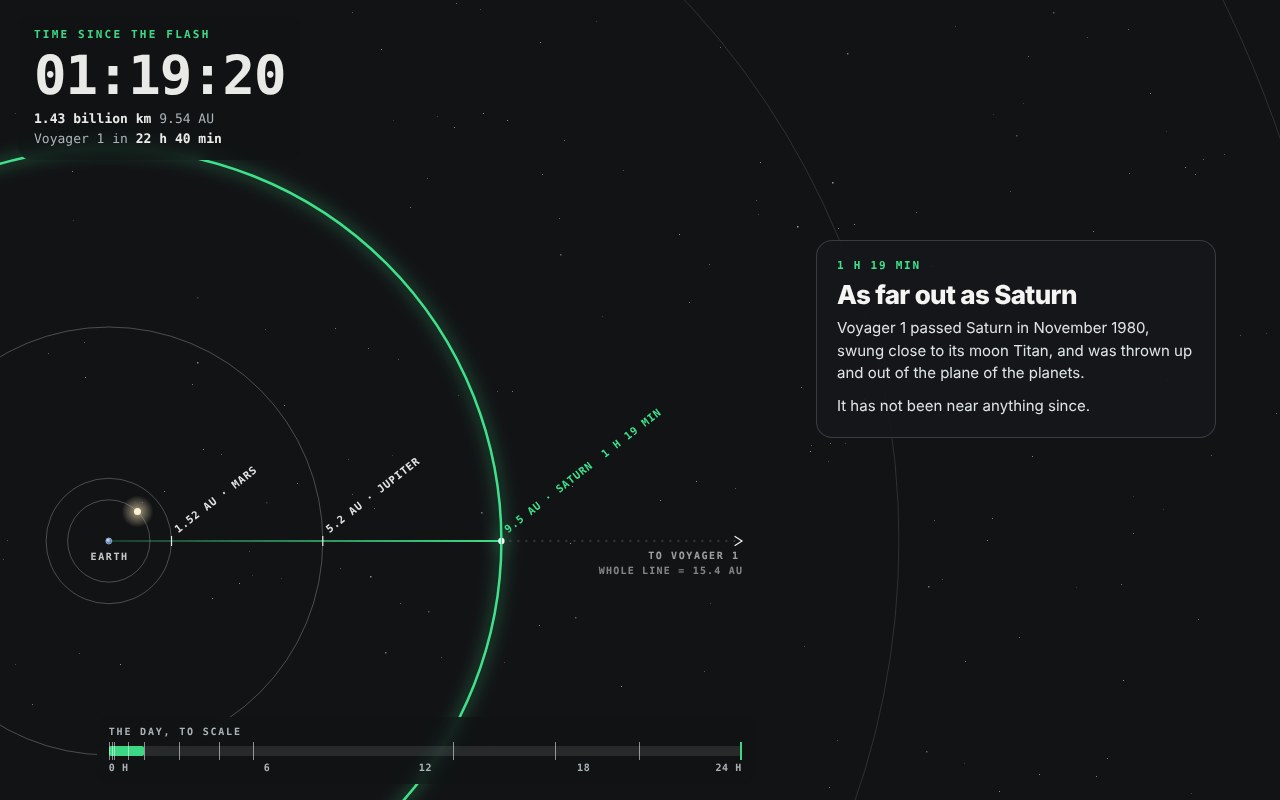 TIME SINCE THE FLASH
01:19:20
1.43 billion km 9.54 AU
Voyager 1 in 22 h 40 min
1 H 19 MIN
As far out as Saturn
Voyager 1 passed Saturn in November 1980,
swung close to its moon Titan, and was thrown up
and out of the plane of the planets.
It has not been near anything since.
1.52 AU · MARS
5.2 AU · JUPITER
9.5 AU · SATURN 1 H 19 MIN
EARTH
TO VOYAGER 1
WHOLE LINE = 15.4 AU
THE DAY, TO SCALE
0 H 6 12 18 24 H